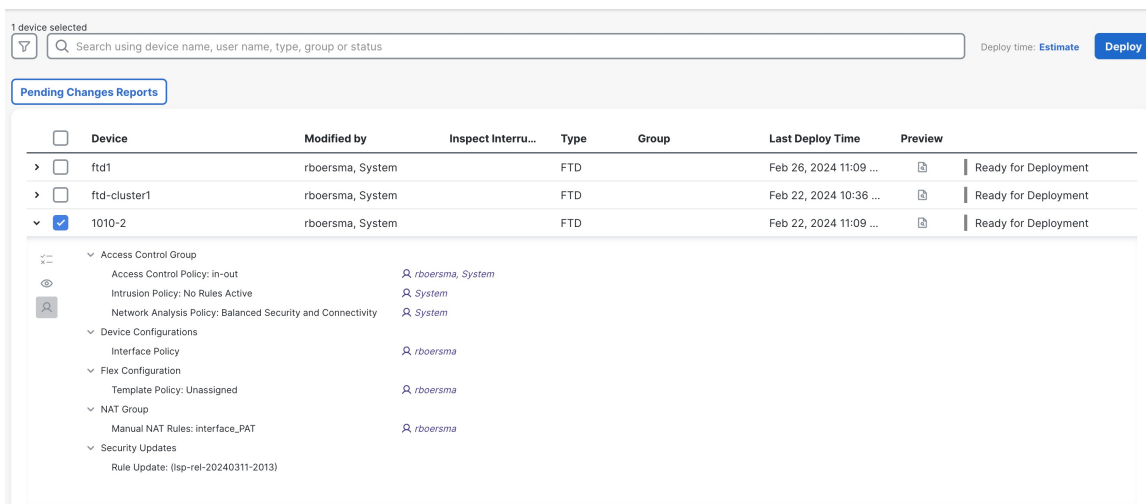 1 device selected
Search using device name, user name, type, group or status
Deploy time: Estimate
Deploy
Pending Changes Reports
Device Modified by Inspect Interru... Type Group Last Deploy Time Preview
ftd1 rboersma, System FTD Feb 26, 2024 11:09 ... Ready for Deployment
ftd-cluster1 rboersma, System FTD Feb 22, 2024 10:36 ... Ready for Deployment
1010-2 rboersma, System FTD Feb 22, 2024 11:09 ... Ready for Deployment
Access Control Group
Access Control Policy: in-out rboersma, System
Intrusion Policy: No Rules Active System
Network Analysis Policy: Balanced Security and Connectivity System
Device Configurations
Interface Policy rboersma
Flex Configuration
Template Policy: Unassigned rboersma
NAT Group
Manual NAT Rules: interface_PAT rboersma
Security Updates
Rule Update: (lsp-rel-20240311-2013)